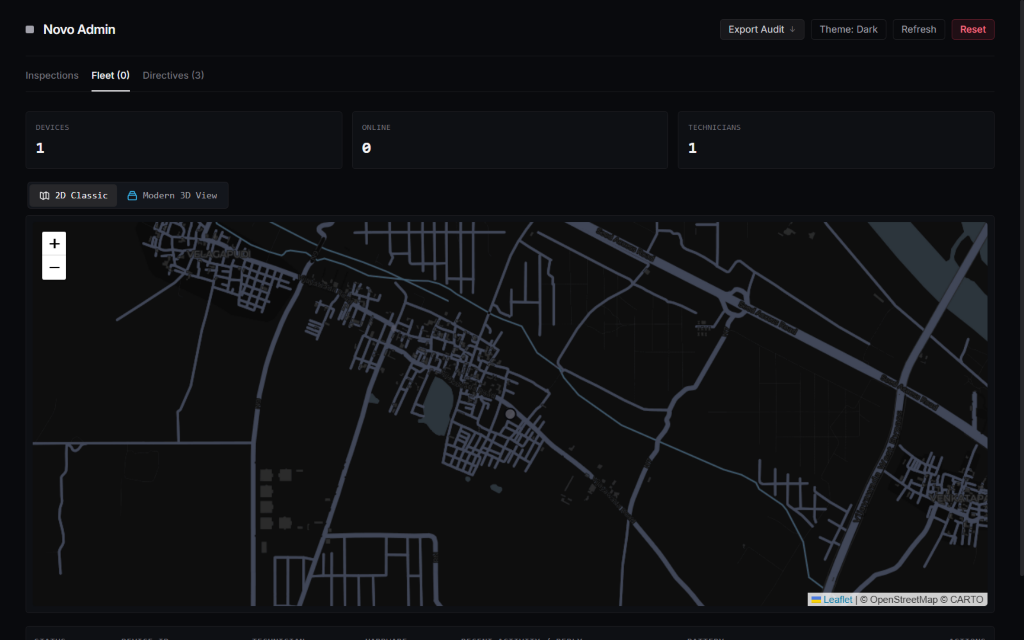 Novo Admin
Export Audit ↓
Theme: Dark
Refresh
Reset
Inspections
Fleet (0)
Directives (3)
DEVICES
1
ONLINE
0
TECHNICIANS
1
2D Classic
Modern 3D View
+
−
Leaflet | © OpenStreetMap © CARTO